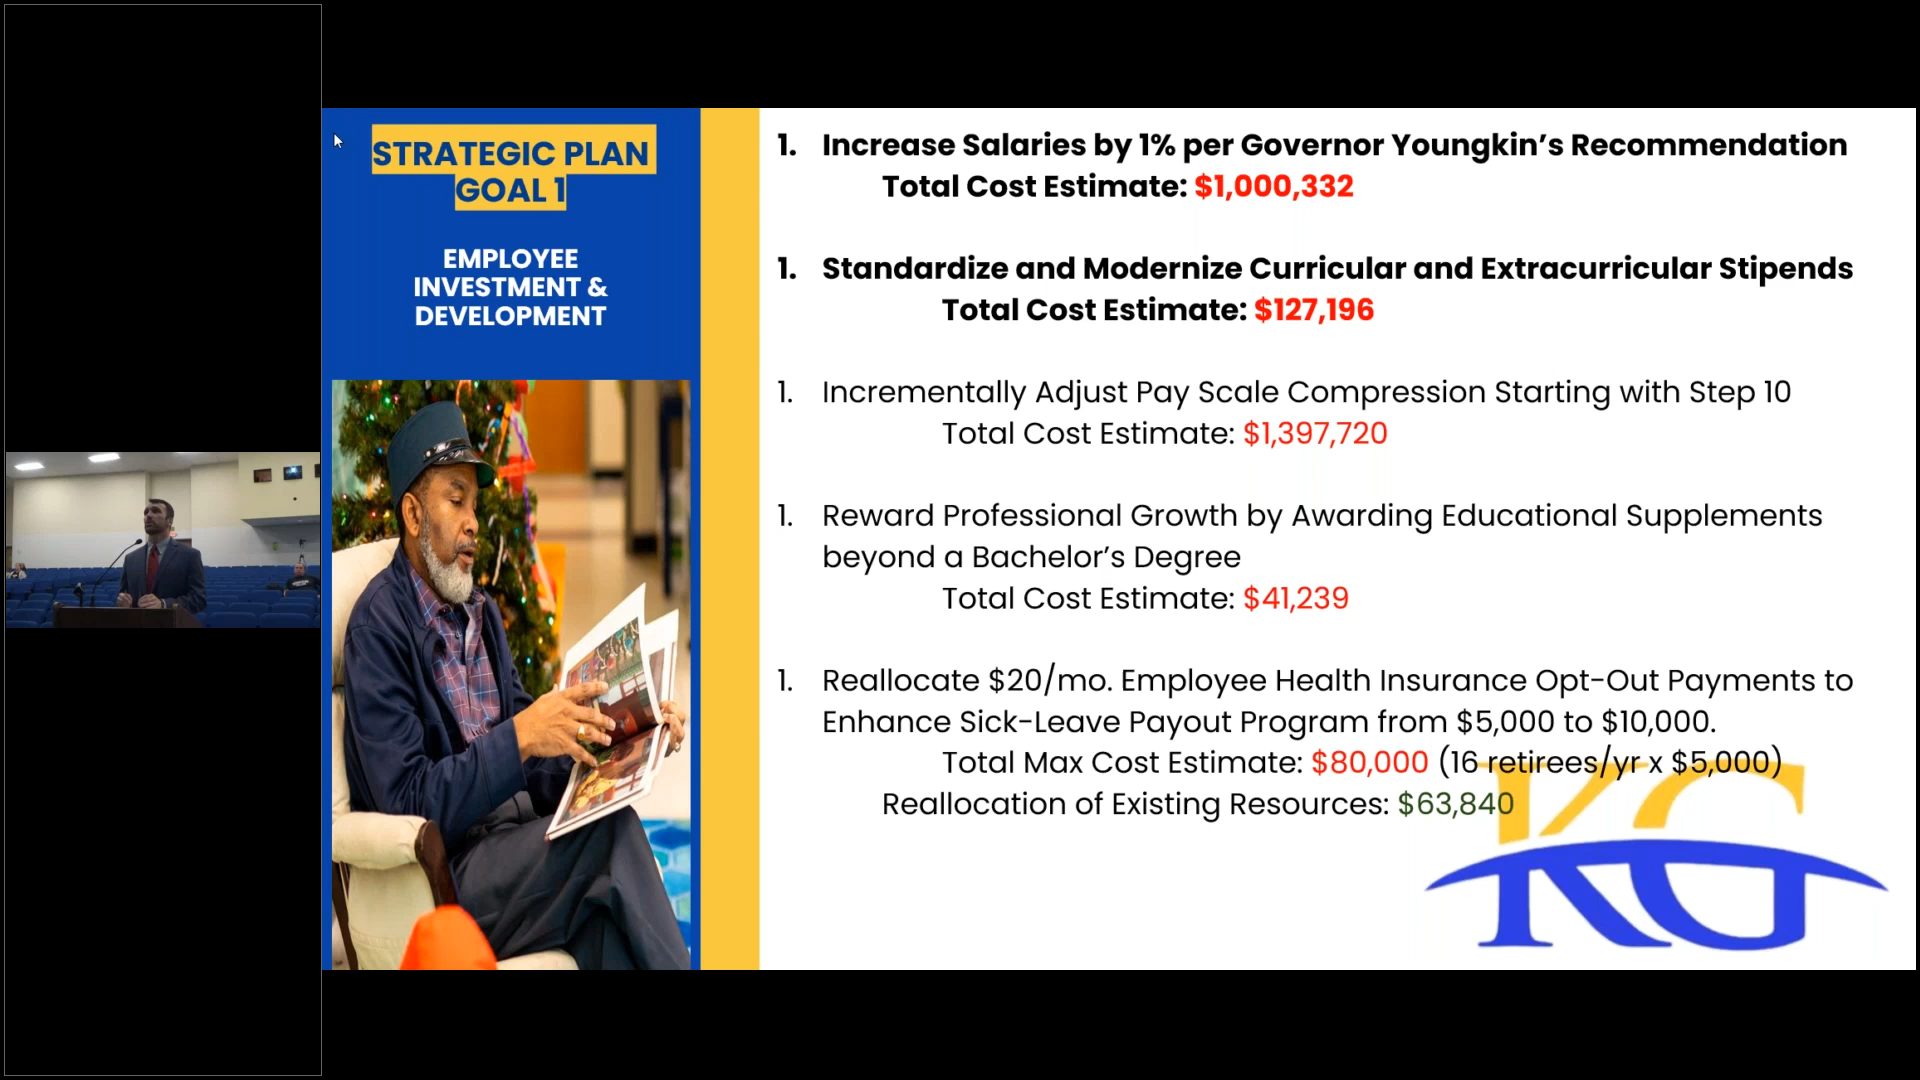 STRATEGIC PLAN
GOAL 1
EMPLOYEE
INVESTMENT &
DEVELOPMENT
1. Increase Salaries by 1% per Governor Youngkin’s Recommendation
Total Cost Estimate: $1,000,332
1. Standardize and Modernize Curricular and Extracurricular Stipends
Total Cost Estimate: $127,196
1. Incrementally Adjust Pay Scale Compression Starting with Step 10
Total Cost Estimate: $1,397,720
1. Reward Professional Growth by Awarding Educational Supplements
beyond a Bachelor’s Degree
Total Cost Estimate: $41,239
1. Reallocate $20/mo. Employee Health Insurance Opt-Out Payments to
Enhance Sick-Leave Payout Program from $5,000 to $10,000.
Total Max Cost Estimate: $80,000 (16 retirees/yr x $5,000)
Reallocation of Existing Resources: $63,840
KG